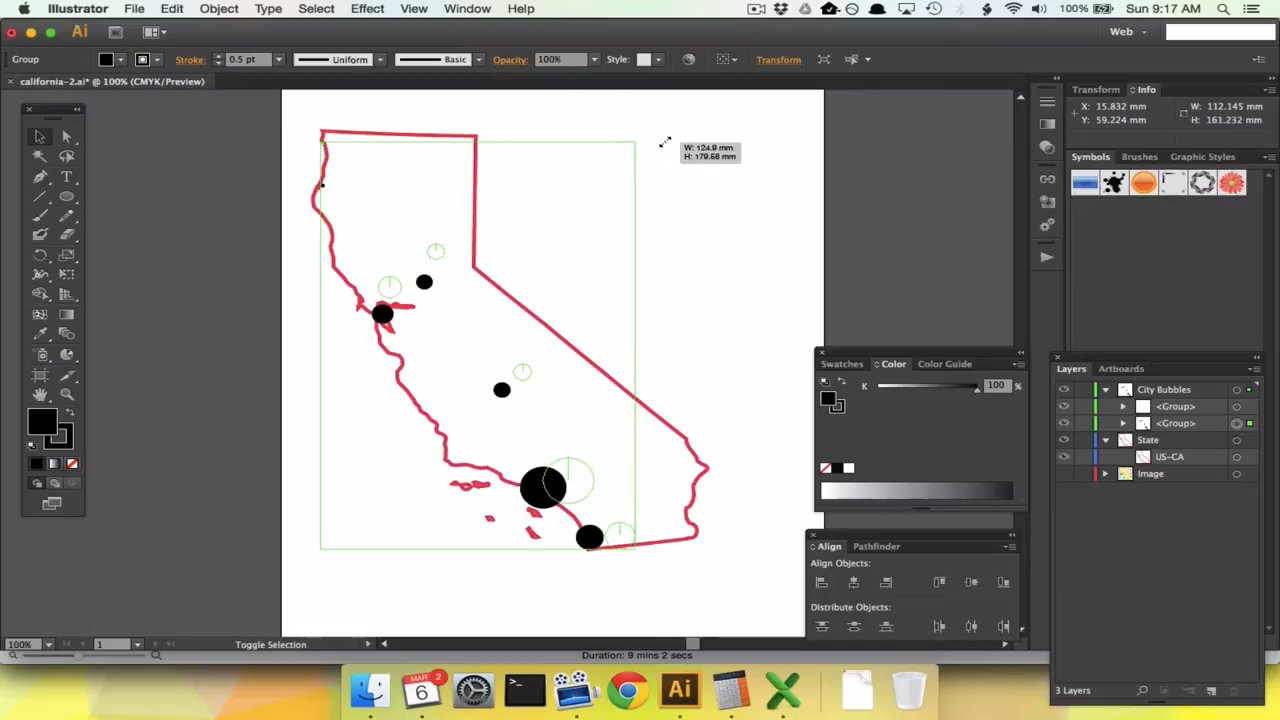 Illustrator File Edit Object Type Select Effect View Window Help 100% Sun 9:17 AM
Ai Br Web
Group Stroke: 0.5 pt Uniform Basic Opacity: 100% Style: Transform
california-2.ai* @ 100% (CMYK/Preview)
Transform Info
X: 15.832 mm W: 112.145 mm
Y: 59.224 mm H: 161.232 mm
W: 124.9 mm
H: 179.68 mm
Symbols Brushes Graphic Styles
T
Swatches Color Color Guide
K 100 %
Layers Artboards
City Bubbles
<Group>
<Group>
State
US-CA
Image
Align Pathfinder
Align Objects:
Distribute Objects:
100% 1 Toggle Selection
Duration: 9 mins 2 secs
3 Layers
MAR 2
6
Ai